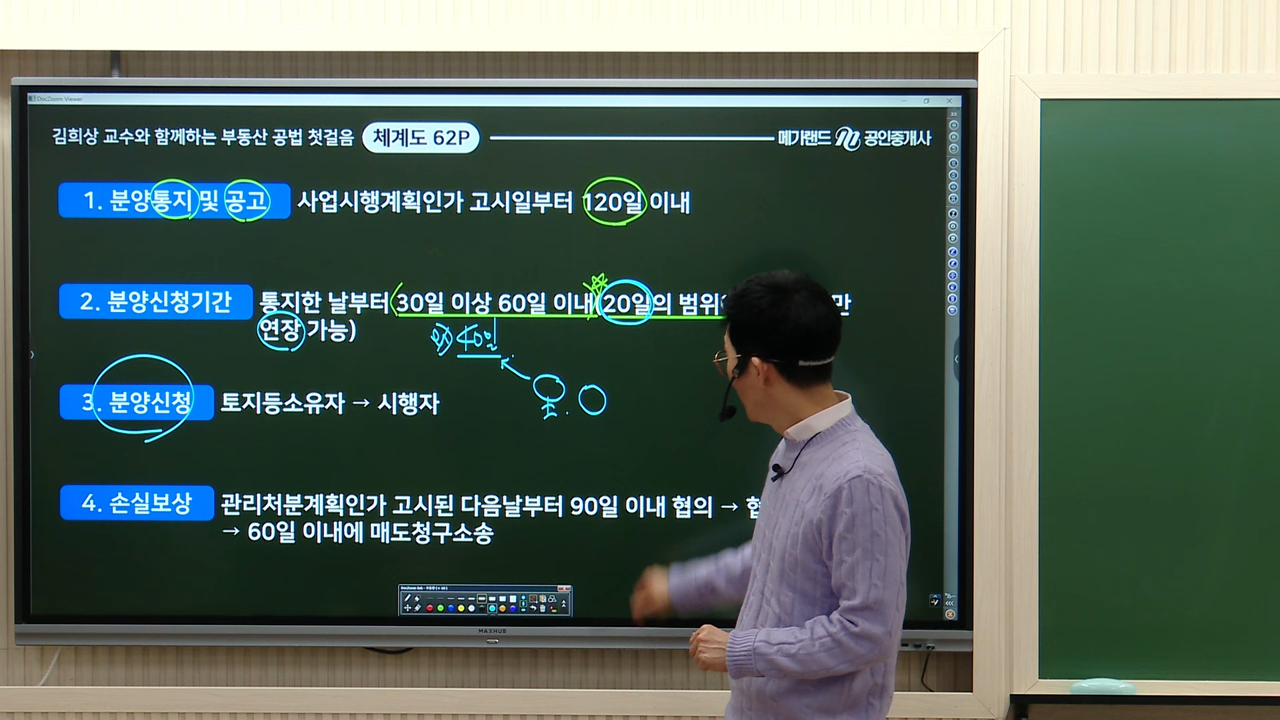 DocZoom Viewer
김희상 교수와 함께하는 부동산 공법 첫걸음 체계도 62P 메가랜드 공인중개사
1. 분양통지 및 공고 사업시행계획인가 고시일부터 120일 이내
2. 분양신청기간 통지한 날부터 30일 이상 60일 이내(20일의 범위 만
연장 가능)
예) 40일
3. 분양신청 토지등소유자 → 시행자
4. 손실보상 관리처분계획인가 고시된 다음날부터 90일 이내 협의 → 협
→ 60일 이내에 매도청구소송
MAXHUB